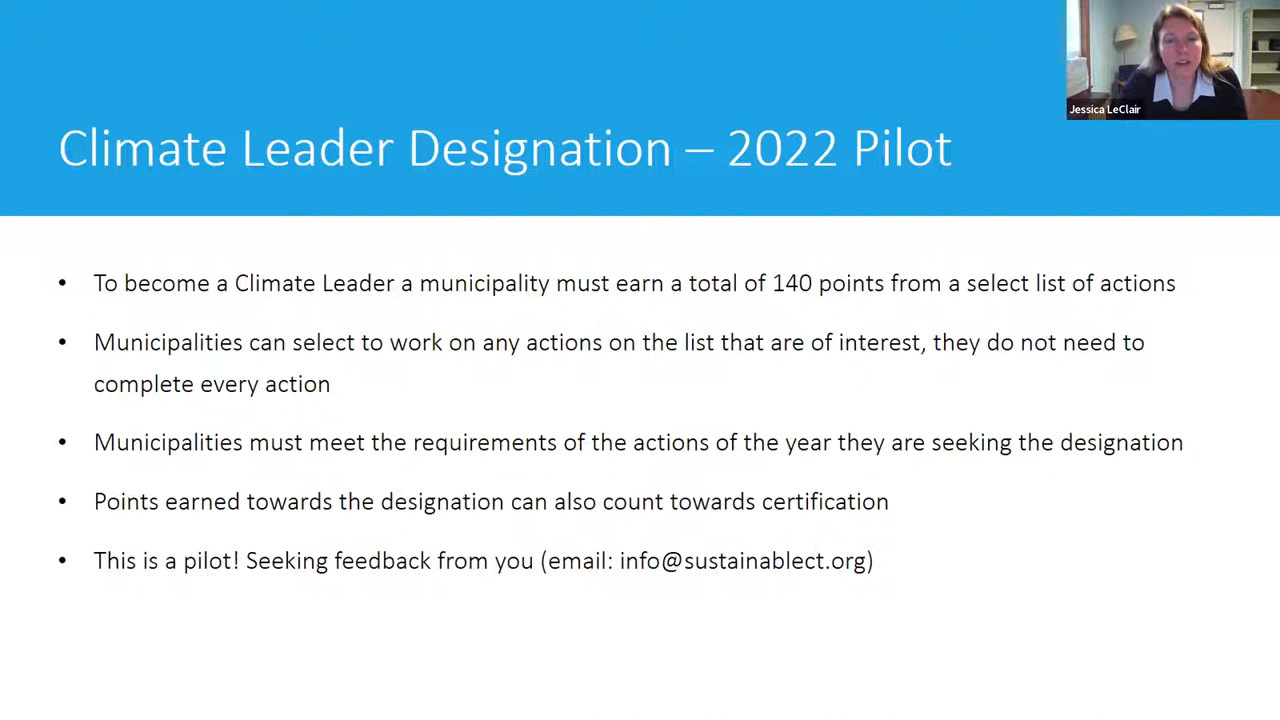 Jessica LeClair
Climate Leader Designation – 2022 Pilot
• To become a Climate Leader a municipality must earn a total of 140 points from a select list of actions
• Municipalities can select to work on any actions on the list that are of interest, they do not need to
complete every action
• Municipalities must meet the requirements of the actions of the year they are seeking the designation
• Points earned towards the designation can also count towards certification
• This is a pilot! Seeking feedback from you (email: info@sustainablect.org)